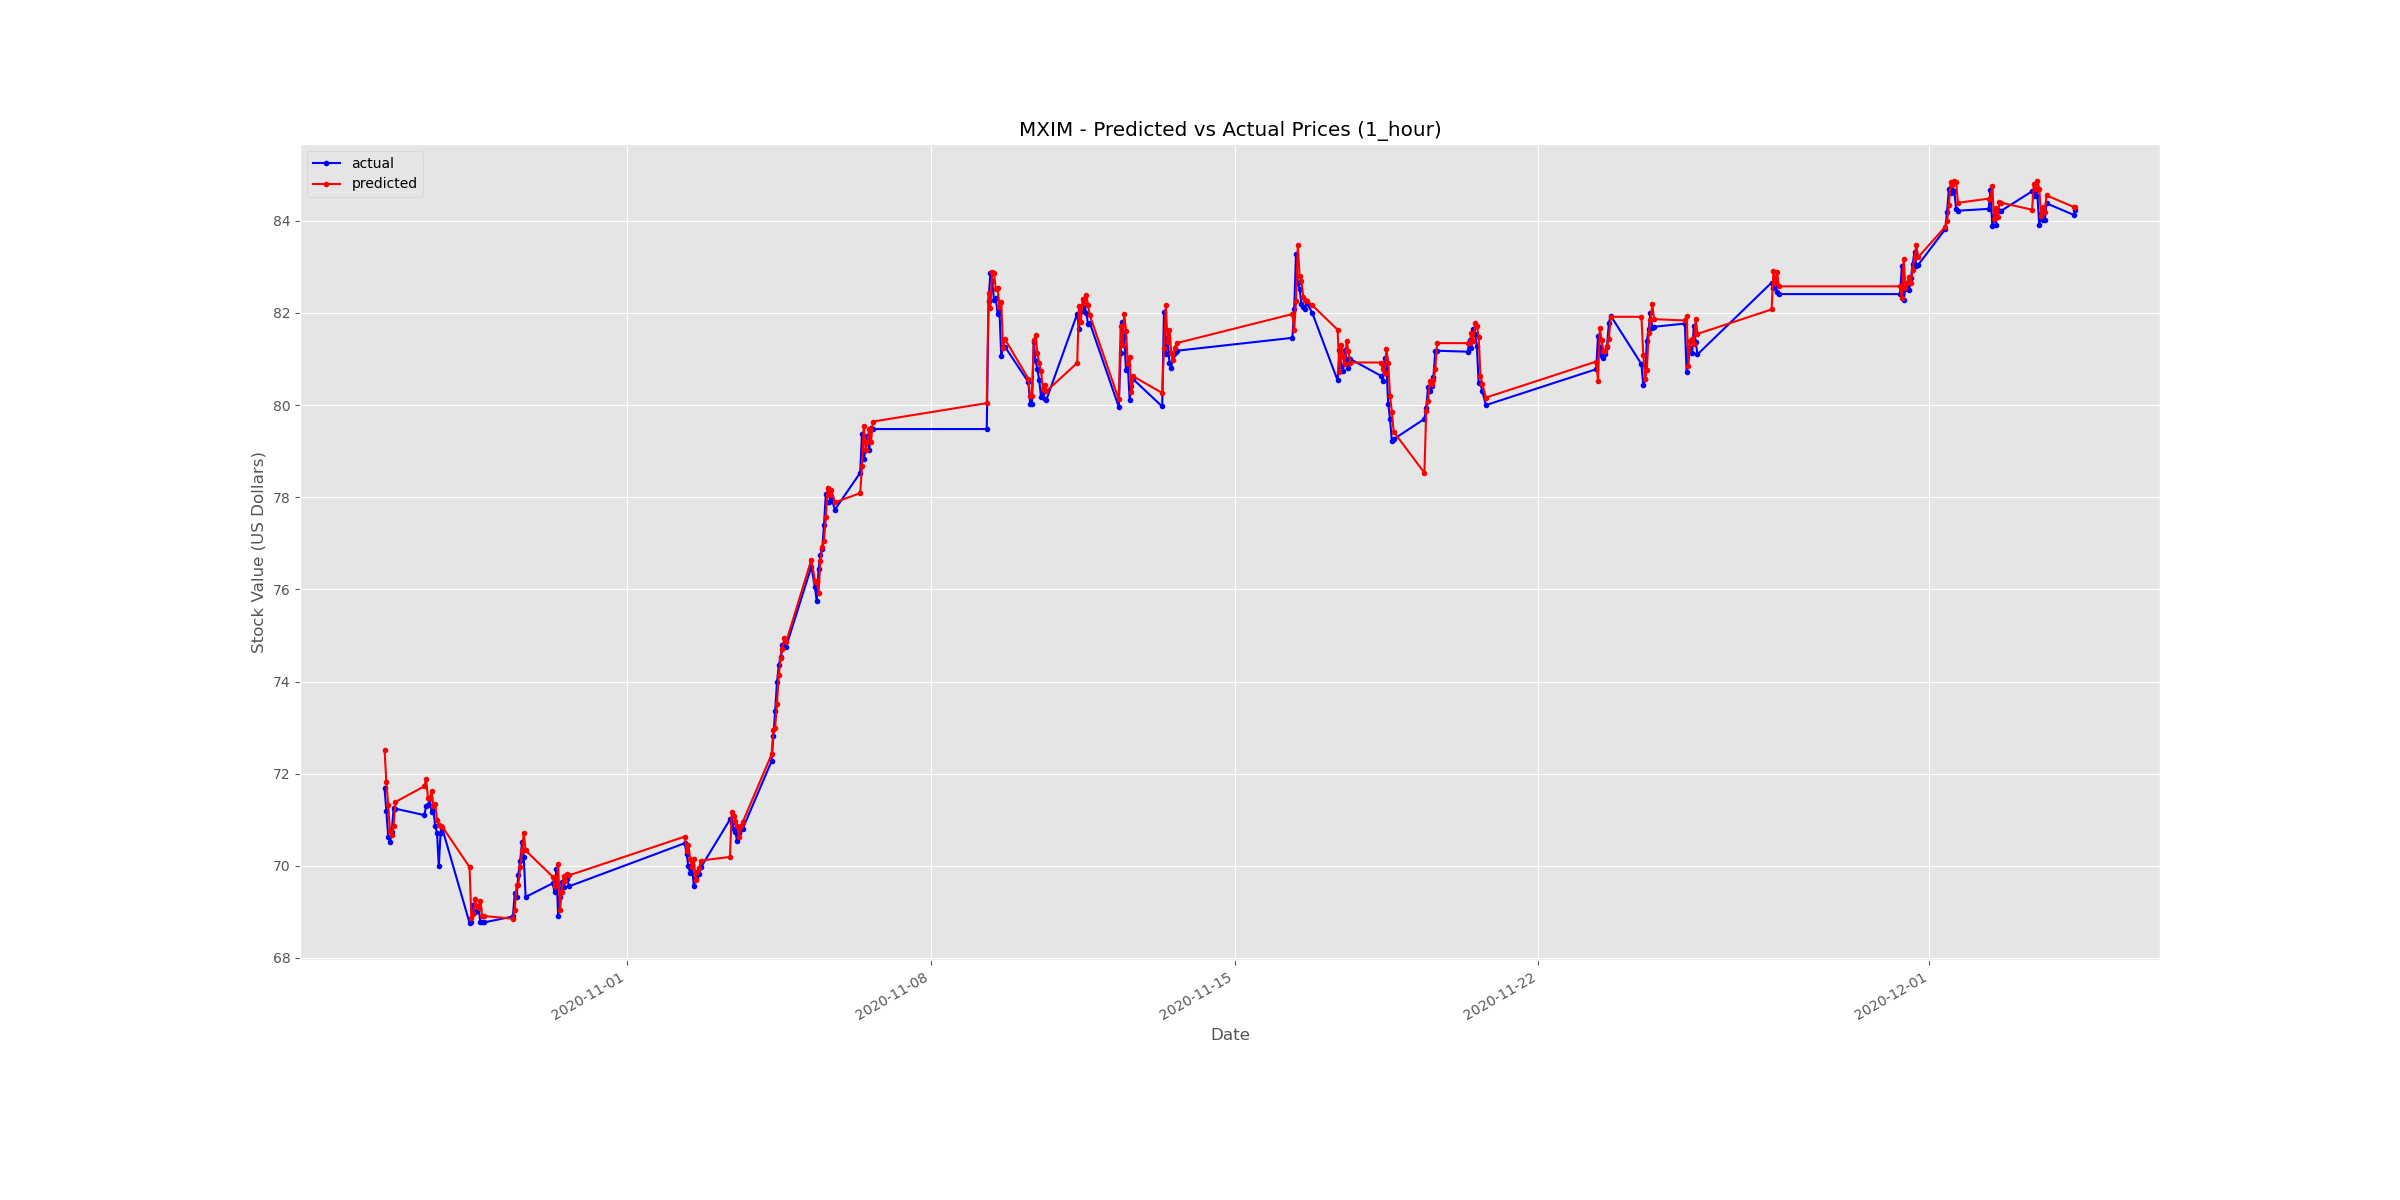 MXIM - Predicted vs Actual Prices (1_hour)
actual
predicted
84
82
80
78
76
74
72
70
68
Stock Value (US Dollars)
2020-11-01
2020-11-08
2020-11-15
2020-11-22
2020-12-01
Date